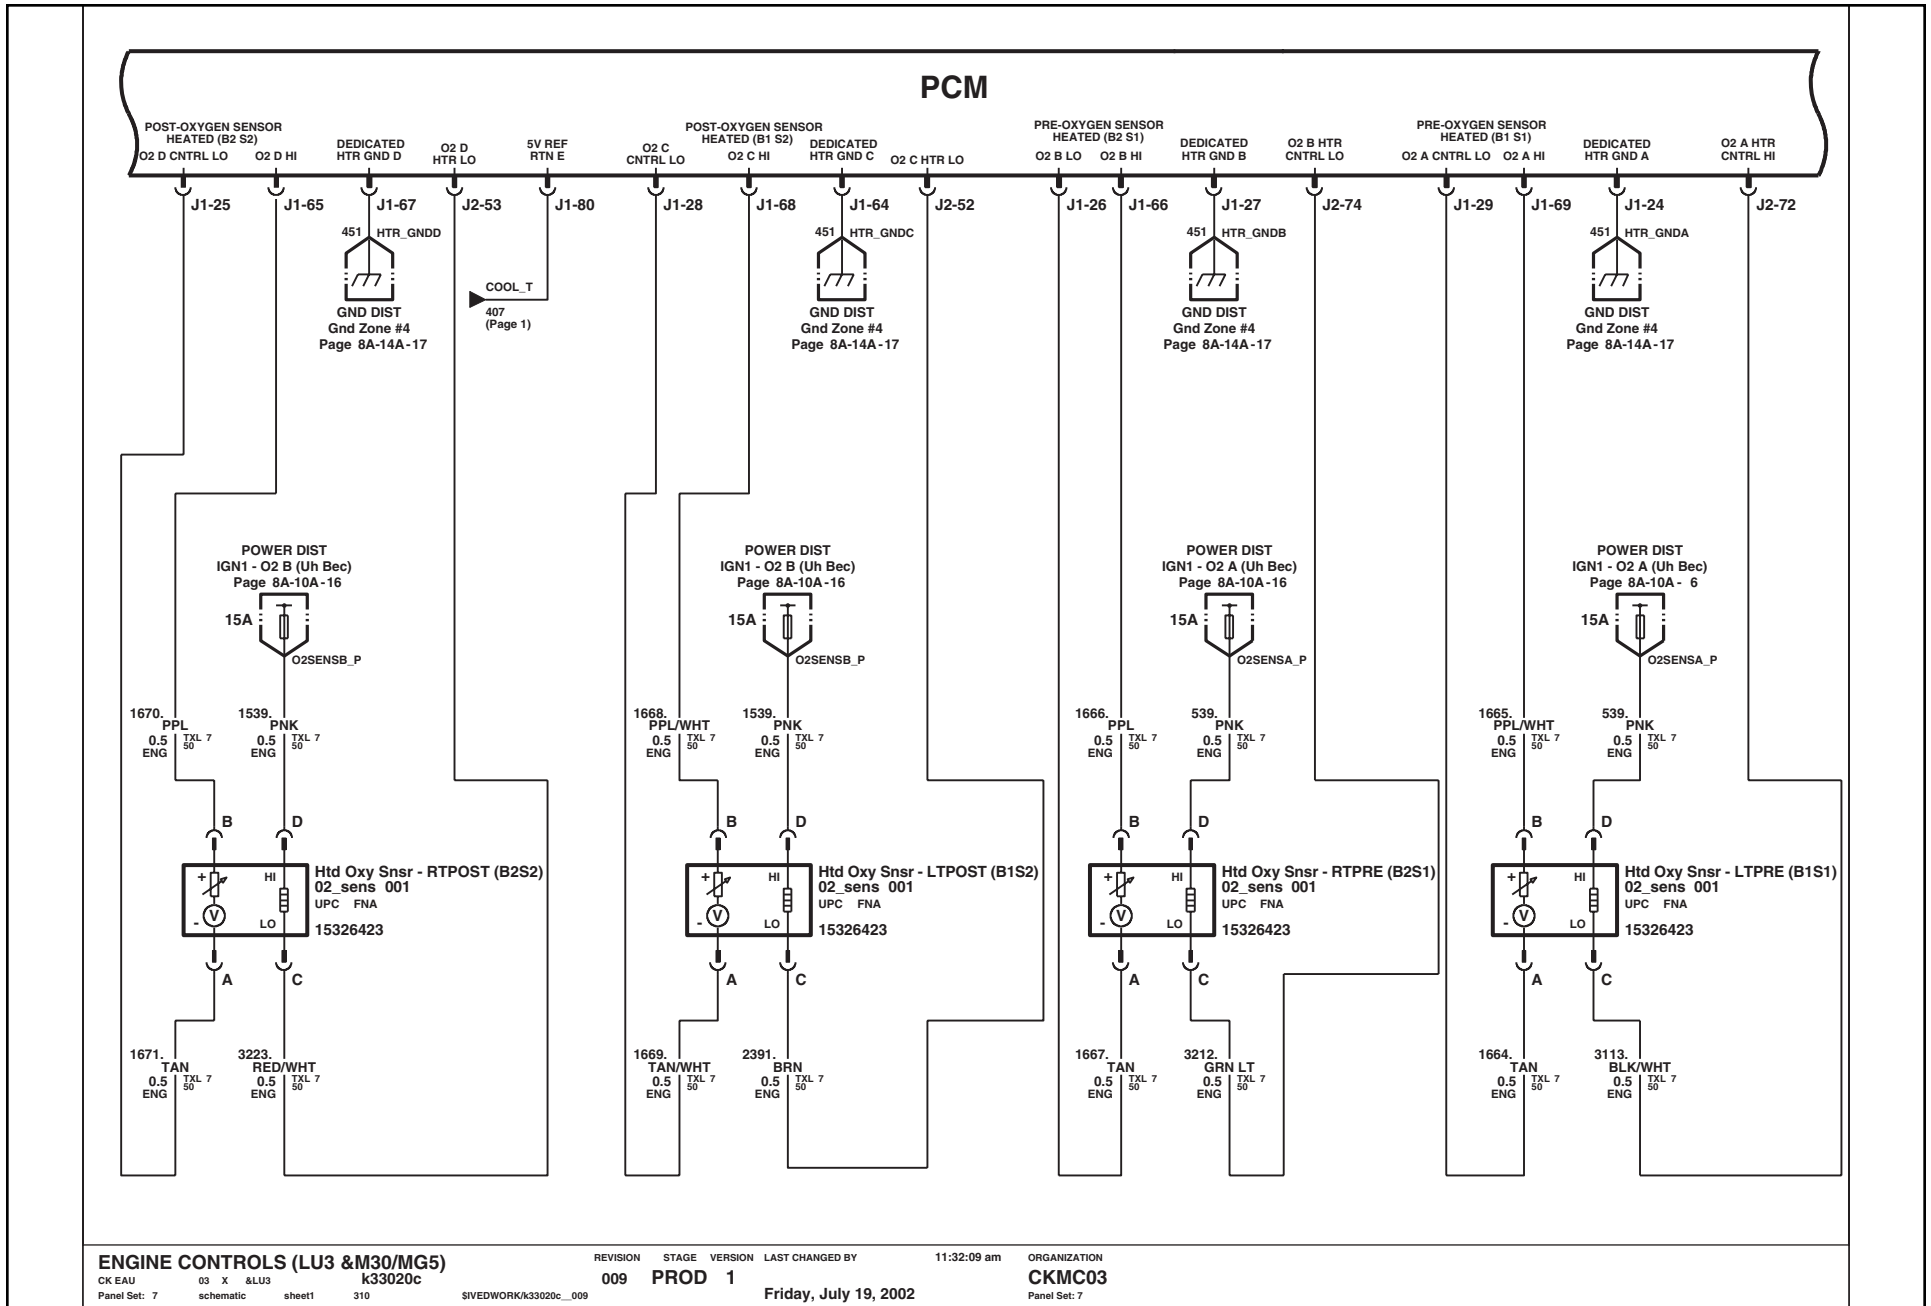 PCM
POST-OXYGEN SENSOR
HEATED (B2 S2)
O2 D CNTRL LO
O2 D HI
DEDICATED
HTR GND D
O2 D
HTR LO
5V REF
RTN E
O2 C
CNTRL LO
POST-OXYGEN SENSOR
HEATED (B1 S2)
O2 C HI
DEDICATED
HTR GND C
O2 C HTR LO
PRE-OXYGEN SENSOR
HEATED (B2 S1)
O2 B LO
O2 B HI
DEDICATED
HTR GND B
O2 B HTR
CNTRL LO
PRE-OXYGEN SENSOR
HEATED (B1 S1)
O2 A CNTRL LO
O2 A HI
DEDICATED
HTR GND A
O2 A HTR
CNTRL HI
J1-25
J1-65
J1-67
J2-53
J1-80
J1-28
J1-68
J1-64
J2-52
J1-26
J1-66
J1-27
J2-74
J1-29
J1-69
J1-24
J2-72
451
HTR_GNDD
GND DIST
Gnd Zone #4
Page 8A-14A-17
COOL_T
407
(Page 1)
451
HTR_GNDC
GND DIST
Gnd Zone #4
Page 8A-14A-17
451
HTR_GNDB
GND DIST
Gnd Zone #4
Page 8A-14A-17
451
HTR_GNDA
GND DIST
Gnd Zone #4
Page 8A-14A-17
POWER DIST
IGN1 - O2 B (Uh Bec)
Page 8A-10A-16
15A
O2SENSB_P
POWER DIST
IGN1 - O2 B (Uh Bec)
Page 8A-10A-16
15A
O2SENSB_P
POWER DIST
IGN1 - O2 A (Uh Bec)
Page 8A-10A-16
15A
O2SENSA_P
POWER DIST
IGN1 - O2 A (Uh Bec)
Page 8A-10A- 6
15A
O2SENSA_P
1670.
PPL
0.5 TXL 7
ENG 50
1539.
PNK
0.5 TXL 7
ENG 50
1668.
PPL/WHT
0.5 TXL 7
ENG 50
1539.
PNK
0.5 TXL 7
ENG 50
1666.
PPL
0.5 TXL 7
ENG 50
539.
PNK
0.5 TXL 7
ENG 50
1665.
PPL/WHT
0.5 TXL 7
ENG 50
539.
PNK
0.5 TXL 7
ENG 50
B
D
+
HI
-
V
LO
A
C
Htd Oxy Snsr - RTPOST (B2S2)
02_sens 001
UPC FNA
15326423
B
D
+
HI
-
V
LO
A
C
Htd Oxy Snsr - LTPOST (B1S2)
02_sens 001
UPC FNA
15326423
B
D
+
HI
-
V
LO
A
C
Htd Oxy Snsr - RTPRE (B2S1)
02_sens 001
UPC FNA
15326423
B
D
+
HI
-
V
LO
A
C
Htd Oxy Snsr - LTPRE (B1S1)
02_sens 001
UPC FNA
15326423
1671.
TAN
0.5 TXL 7
ENG 50
3223.
RED/WHT
0.5 TXL 7
ENG 50
1669.
TAN/WHT
0.5 TXL 7
ENG 50
2391.
BRN
0.5 TXL 7
ENG 50
1667.
TAN
0.5 TXL 7
ENG 50
3212.
GRN LT
0.5 TXL 7
ENG 50
1664.
TAN
0.5 TXL 7
ENG 50
3113.
BLK/WHT
0.5 TXL 7
ENG 50
ENGINE CONTROLS (LU3 &M30/MG5)
CK EAU 03 X &LU3 k33020c
Panel Set: 7 schematic sheet1 310 $IVEDWORK/k33020c__009
REVISION STAGE VERSION LAST CHANGED BY 11:32:09 am
009 PROD 1
Friday, July 19, 2002
ORGANIZATION
CKMC03
Panel Set: 7